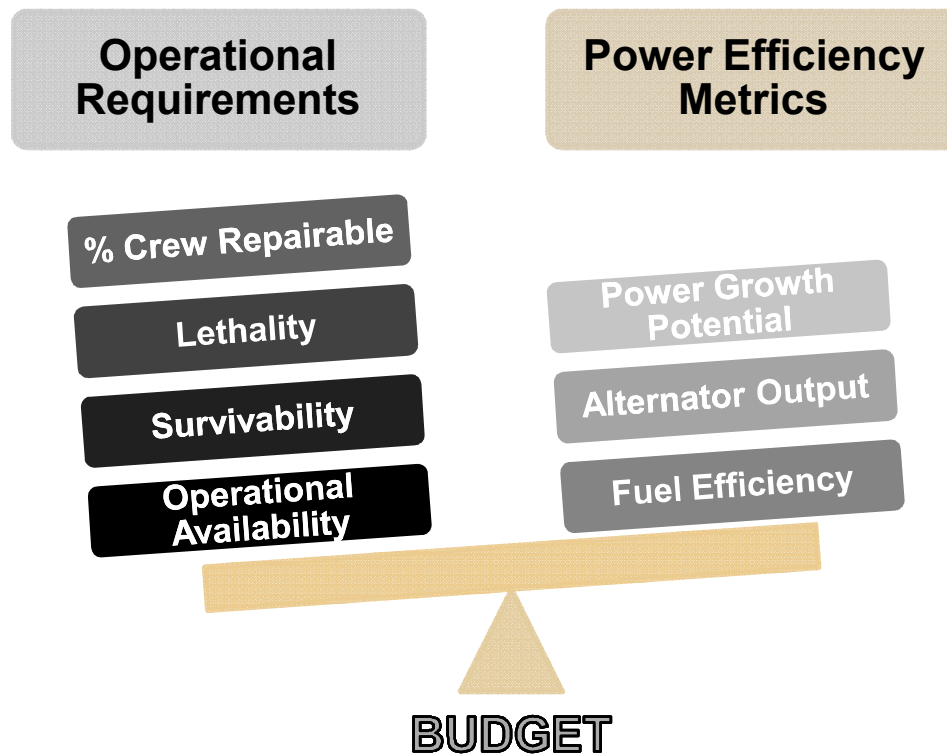 Operational
Requirements
Power Efficiency
Metrics
% Crew Repairable
Lethality
Survivability
Operational
Availability
Power Growth
Potential
Alternator Output
Fuel Efficiency
BUDGET